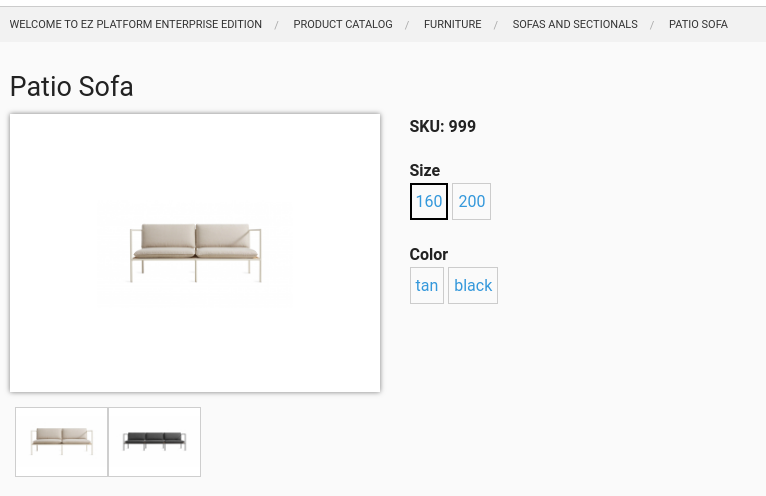 WELCOME TO EZ PLATFORM ENTERPRISE EDITION / PRODUCT CATALOG / FURNITURE / SOFAS AND SECTIONALS / PATIO SOFA
Patio Sofa
SKU: 999
Size
160 200
Color
tan black